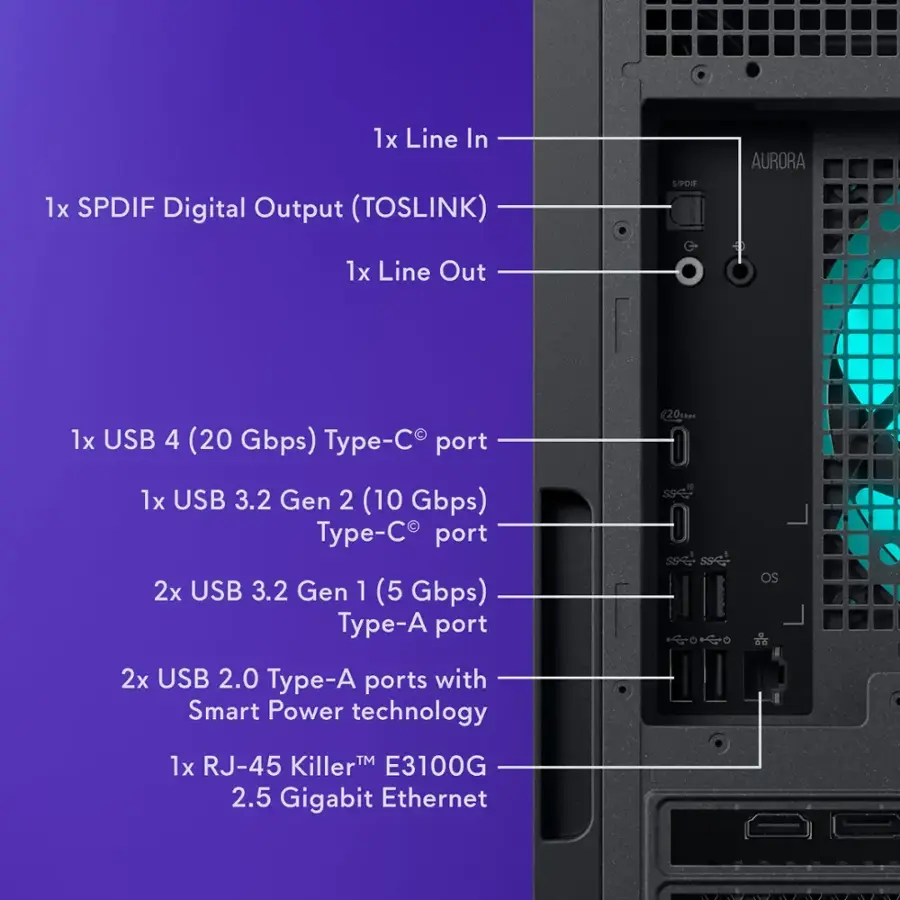 1x Line In
AURORA
S/PDIF
1x SPDIF Digital Output (TOSLINK)
1x Line Out
20Gbps
1x USB 4 (20 Gbps) Type-C© port
1x USB 3.2 Gen 2 (10 Gbps)
Type-C© port
2x USB 3.2 Gen 1 (5 Gbps)
Type-A port
OS
2x USB 2.0 Type-A ports with
Smart Power technology
1x RJ-45 Killer™ E3100G
2.5 Gigabit Ethernet